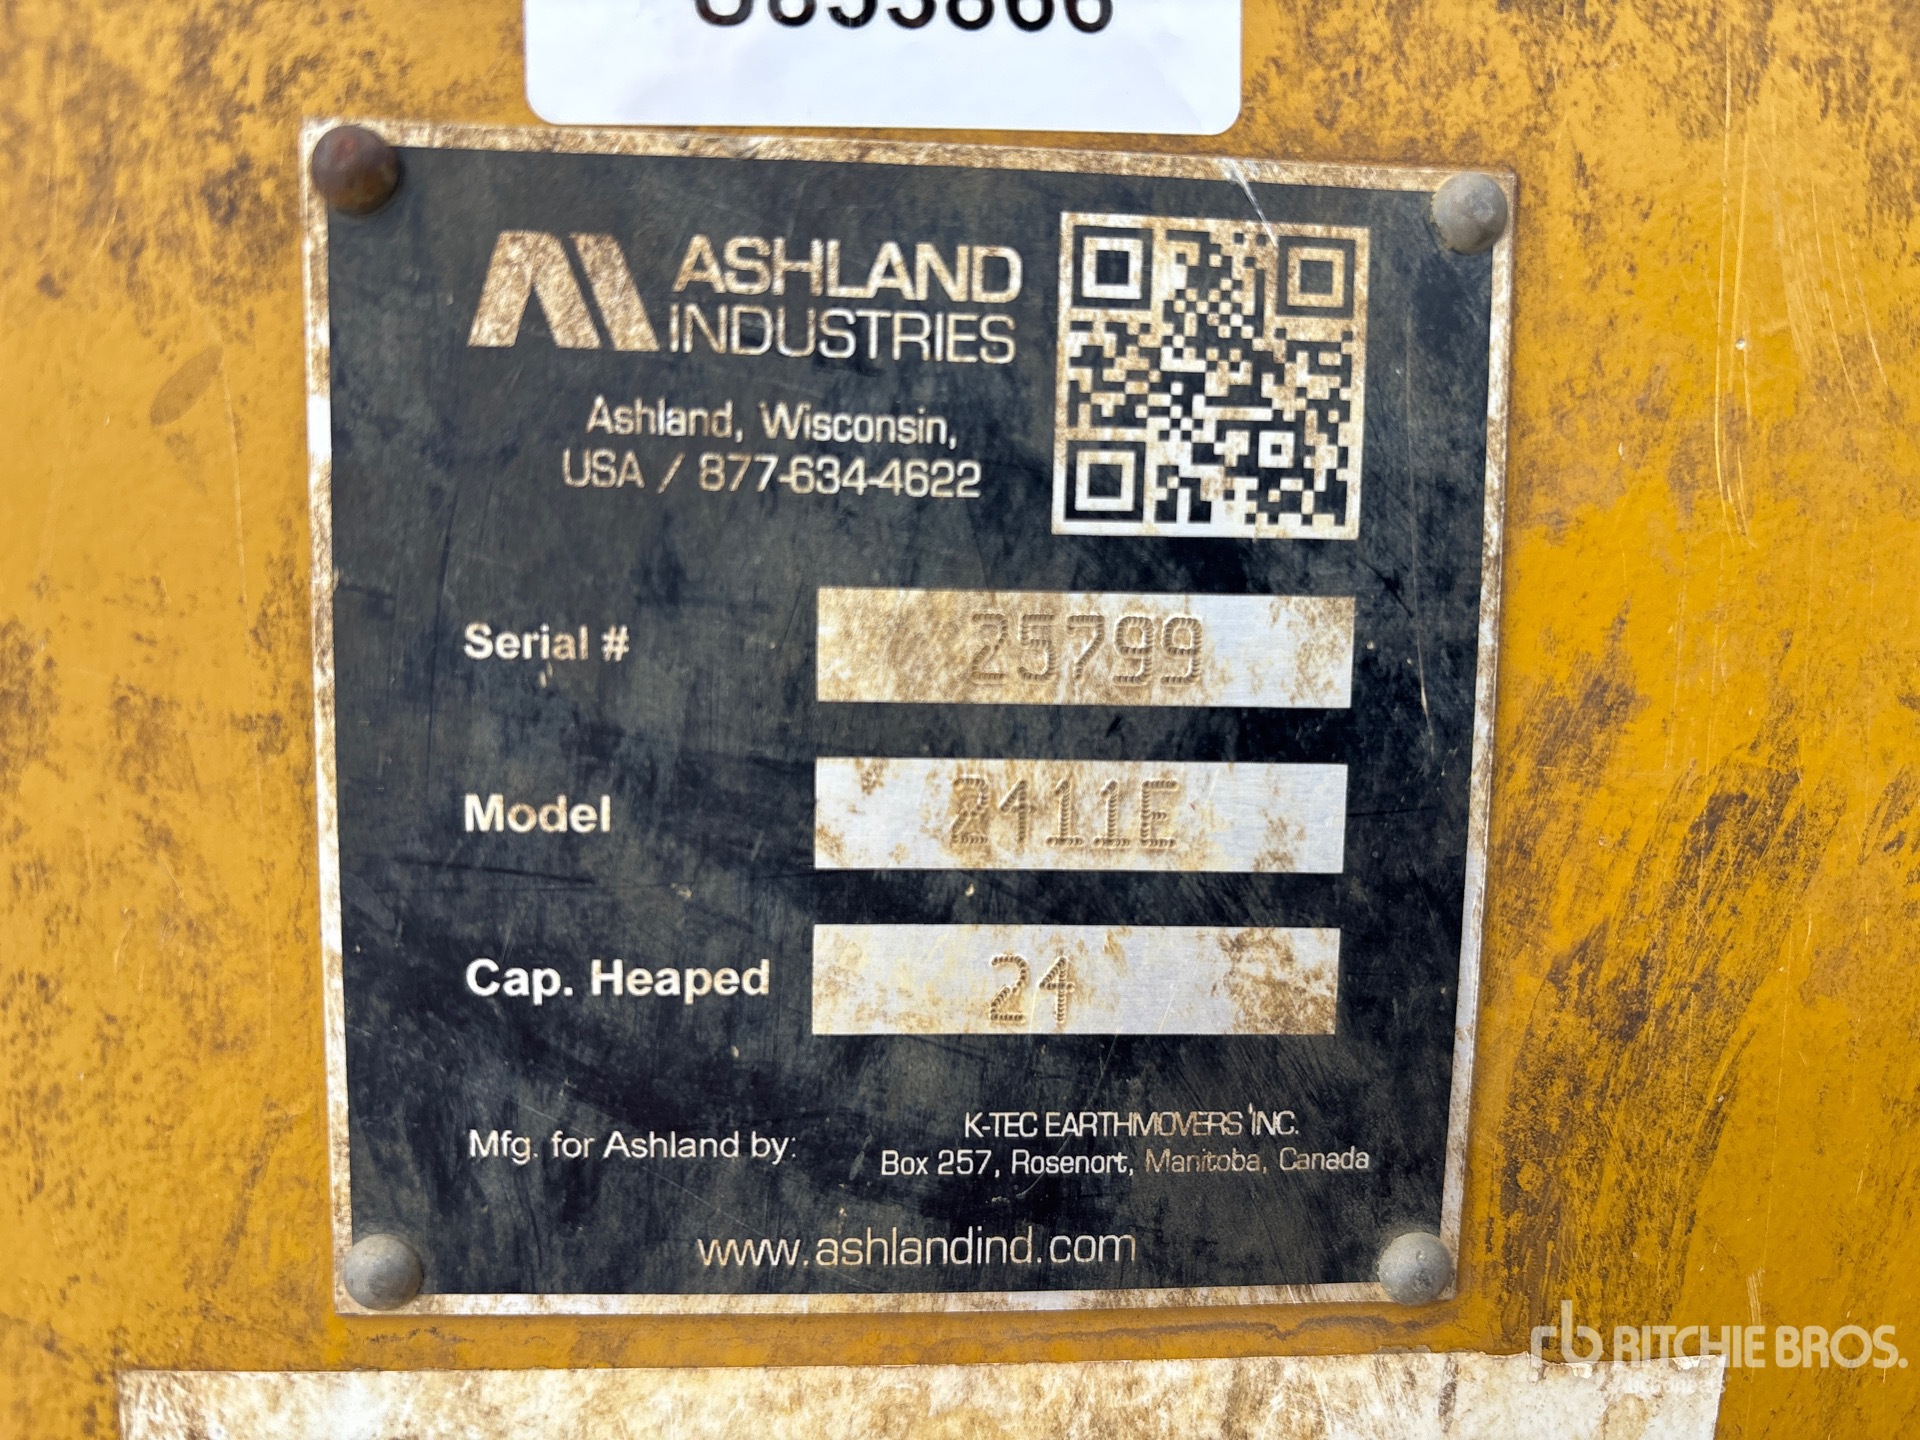 ASHLAND
INDUSTRIES
Ashland, Wisconsin,
USA / 877-634-4622
Serial # 25799
Model 2411E
Cap. Heaped 24
Mfg. for Ashland by: K-TEC EARTHMOVERS INC.
Box 257, Rosenort, Manitoba, Canada
www.ashlandind.com
rb RITCHIE BROS.